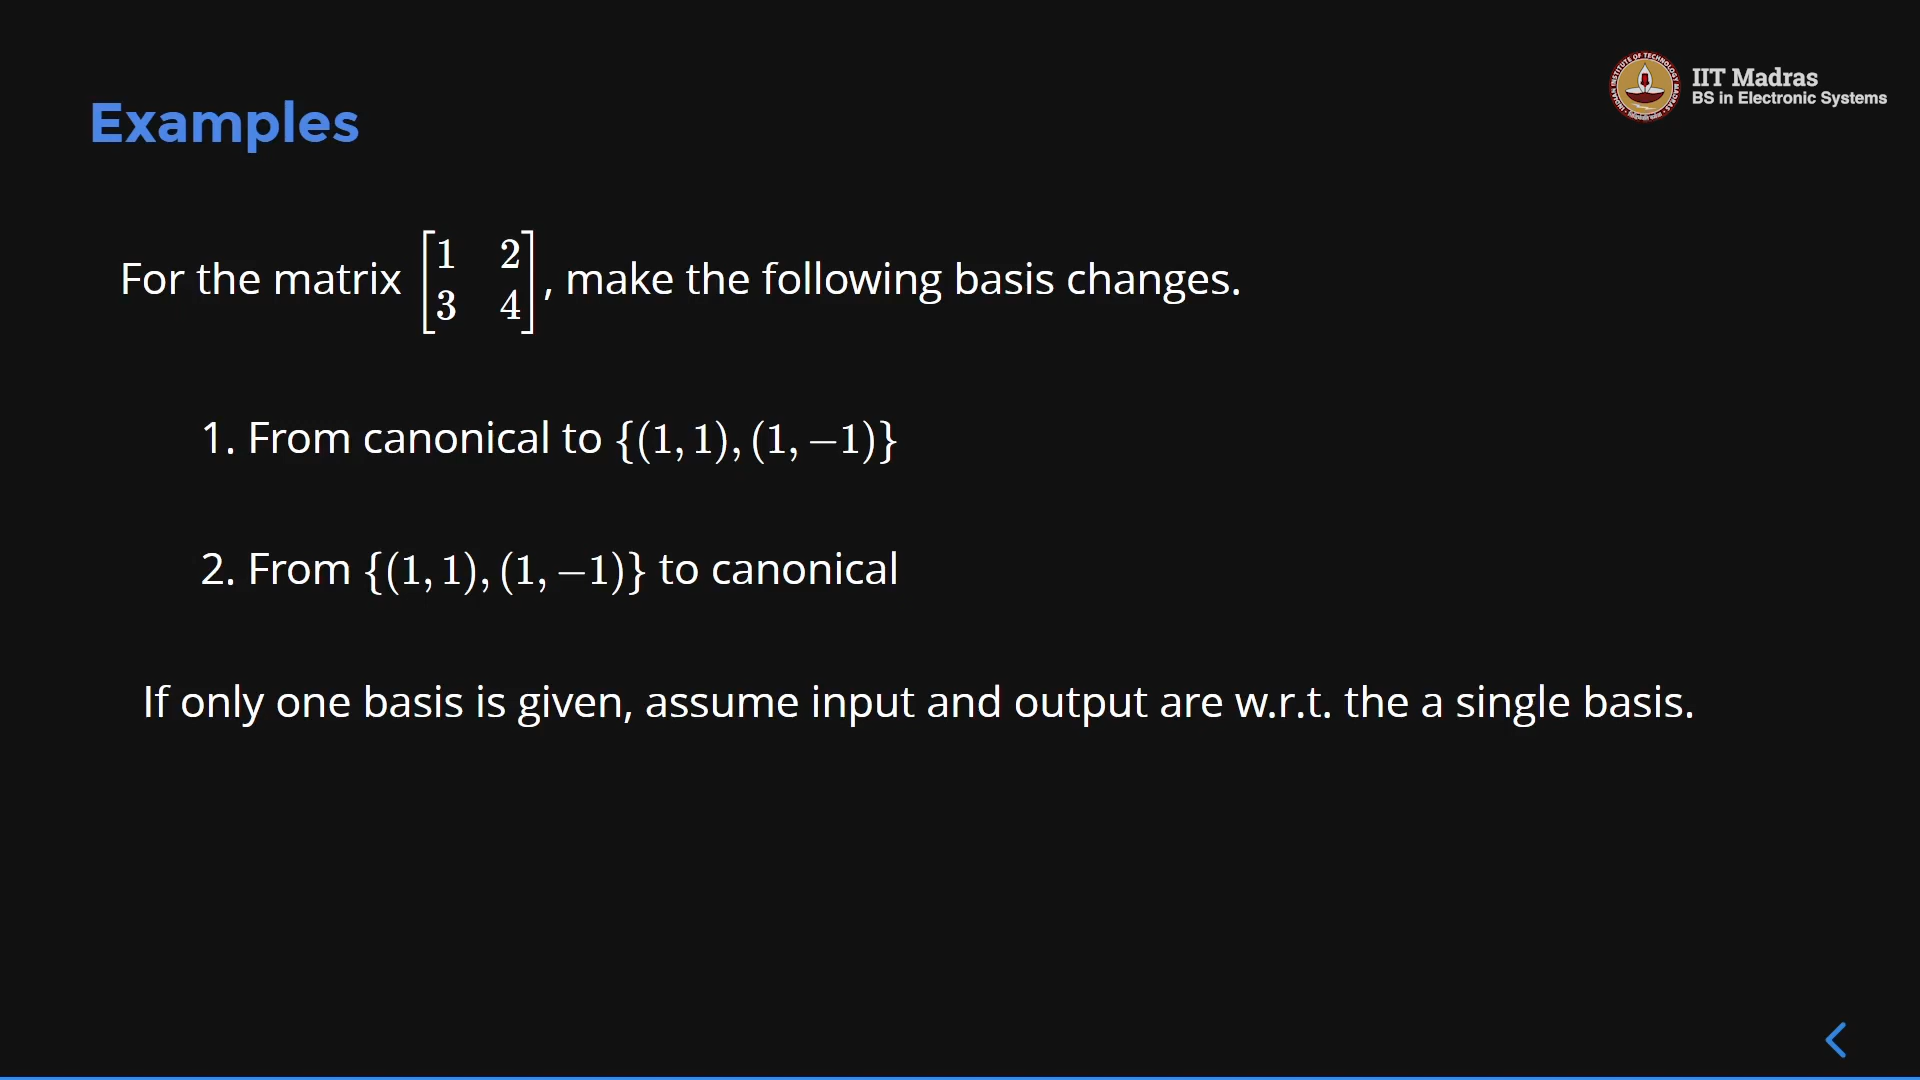 IIT Madras
BS in Electronic Systems
Examples
For the matrix [1 2; 3 4], make the following basis changes.
1. From canonical to {(1, 1), (1, −1)}
2. From {(1, 1), (1, −1)} to canonical
If only one basis is given, assume input and output are w.r.t. the a single basis.